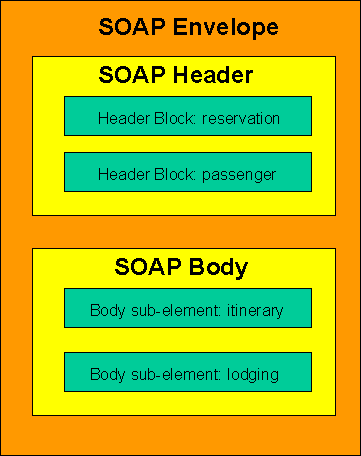 SOAP Envelope
SOAP Header
Header Block: reservation
Header Block: passenger
SOAP Body
Body sub-element: itinerary
Body sub-element: lodging